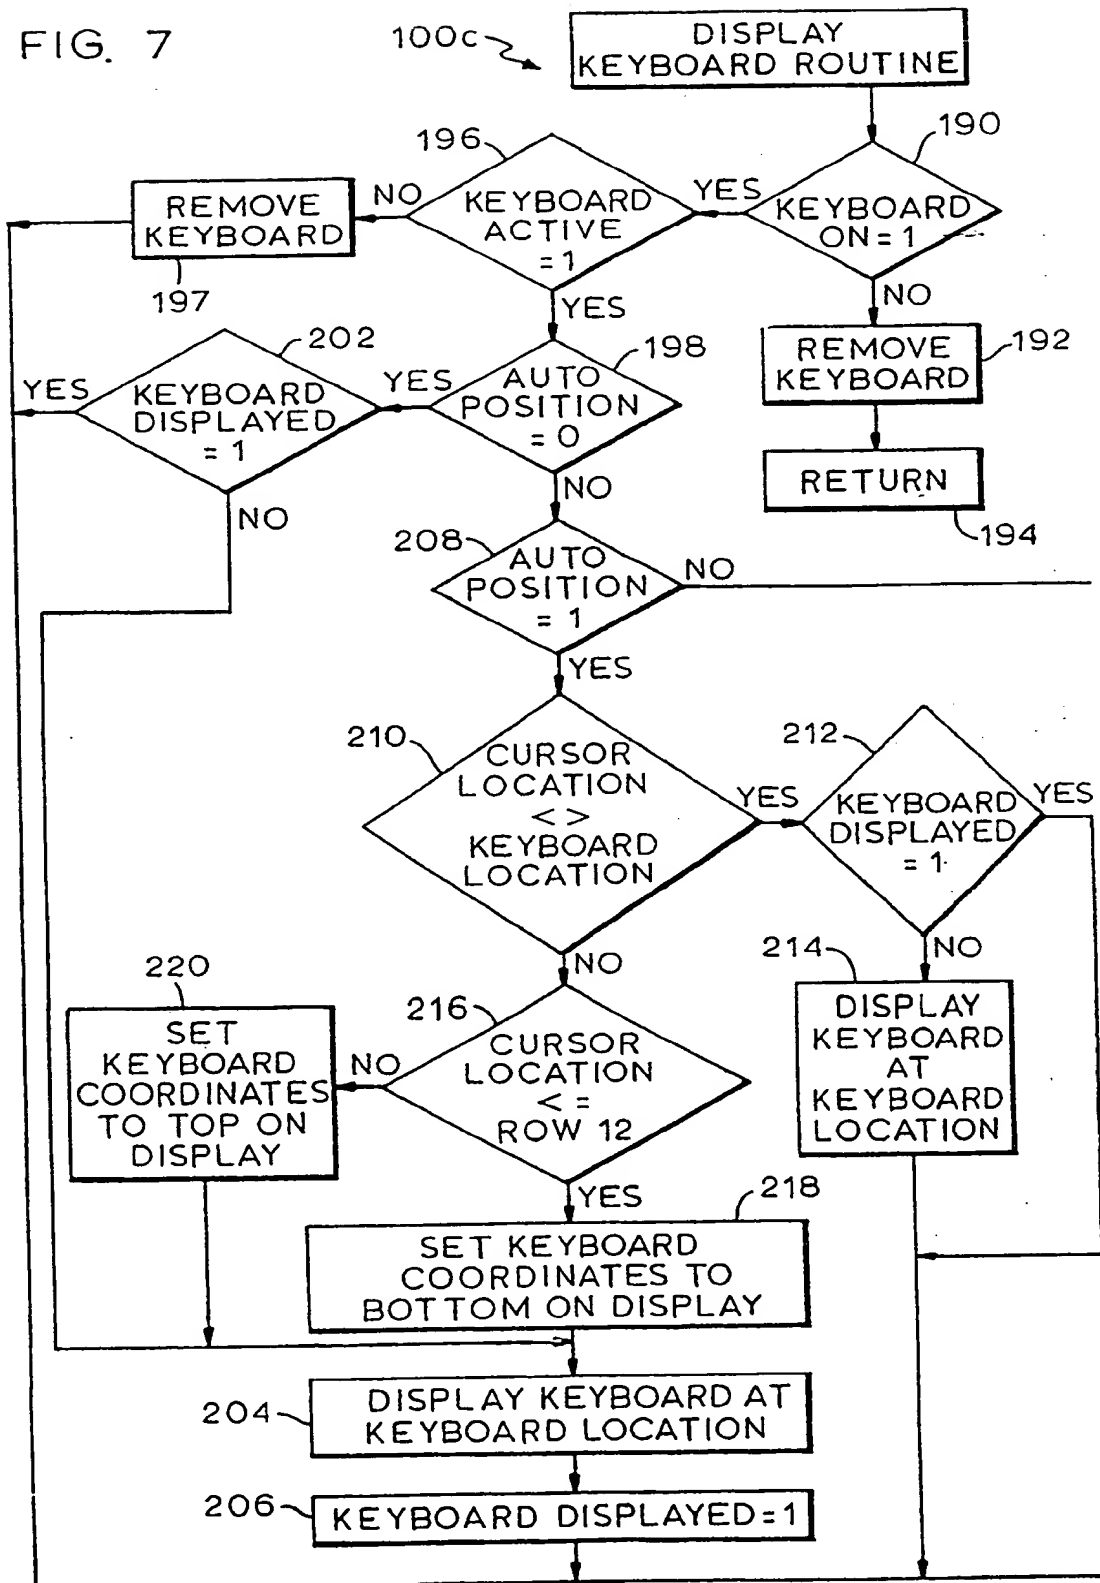 FIG. 7
100c
DISPLAY
KEYBOARD ROUTINE
190
KEYBOARD
ON = 1
YES
NO
196
KEYBOARD
ACTIVE
= 1
NO
YES
REMOVE
KEYBOARD
197
REMOVE
KEYBOARD
192
RETURN
194
198
AUTO
POSITION
= 0
YES
NO
202
KEYBOARD
DISPLAYED
= 1
YES
NO
208
AUTO
POSITION
= 1
NO
YES
210
CURSOR
LOCATION
< >
KEYBOARD
LOCATION
YES
NO
212
KEYBOARD
DISPLAYED
= 1
YES
NO
214
DISPLAY
KEYBOARD
AT
KEYBOARD
LOCATION
216
CURSOR
LOCATION
< =
ROW 12
NO
YES
220
SET
KEYBOARD
COORDINATES
TO TOP ON
DISPLAY
218
SET KEYBOARD
COORDINATES TO
BOTTOM ON DISPLAY
204
DISPLAY KEYBOARD AT
KEYBOARD LOCATION
206
KEYBOARD DISPLAYED = 1